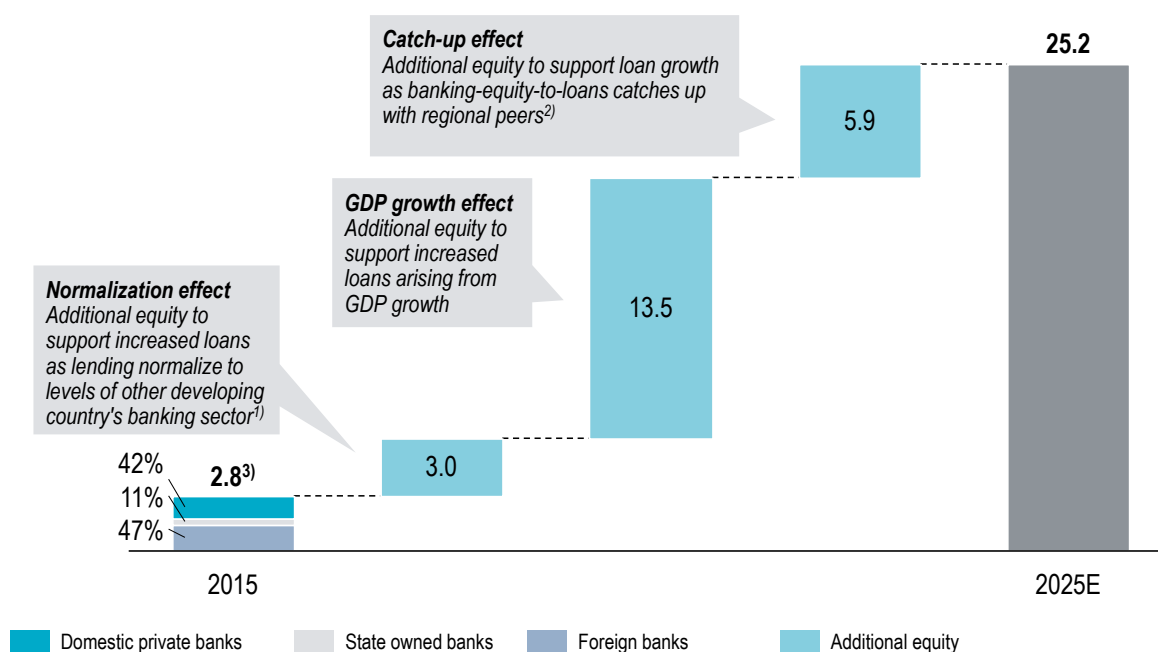 Catch-up effect
Additional equity to support loan growth
as banking-equity-to-loans catches up
with regional peers2)
25.2
5.9
GDP growth effect
Additional equity to
support increased
loans arising from
GDP growth
13.5
Normalization effect
Additional equity to
support increased loans
as lending normalize to
levels of other developing
country's banking sector1)
3.0
42%
2.83)
11%
47%
2015
2025E
Domestic private banks
State owned banks
Foreign banks
Additional equity